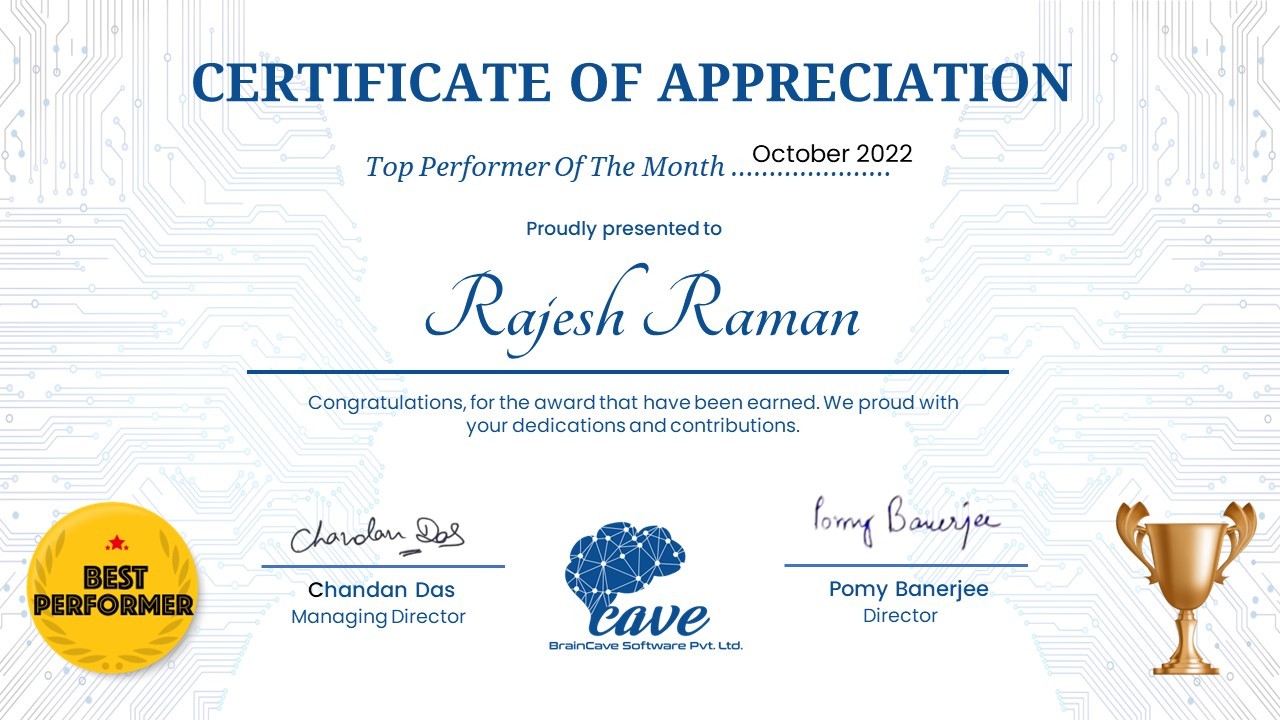 CERTIFICATE OF APPRECIATION
Top Performer Of The Month ..................... October 2022
Proudly presented to
Rajesh Raman
Congratulations, for the award that have been earned. We proud with
your dedications and contributions.
Chandan Das
Pomy Banerjee
BEST
PERFORMER
Chandan Das
Managing Director
cave
BrainCave Software Pvt. Ltd.
Pomy Banerjee
Director